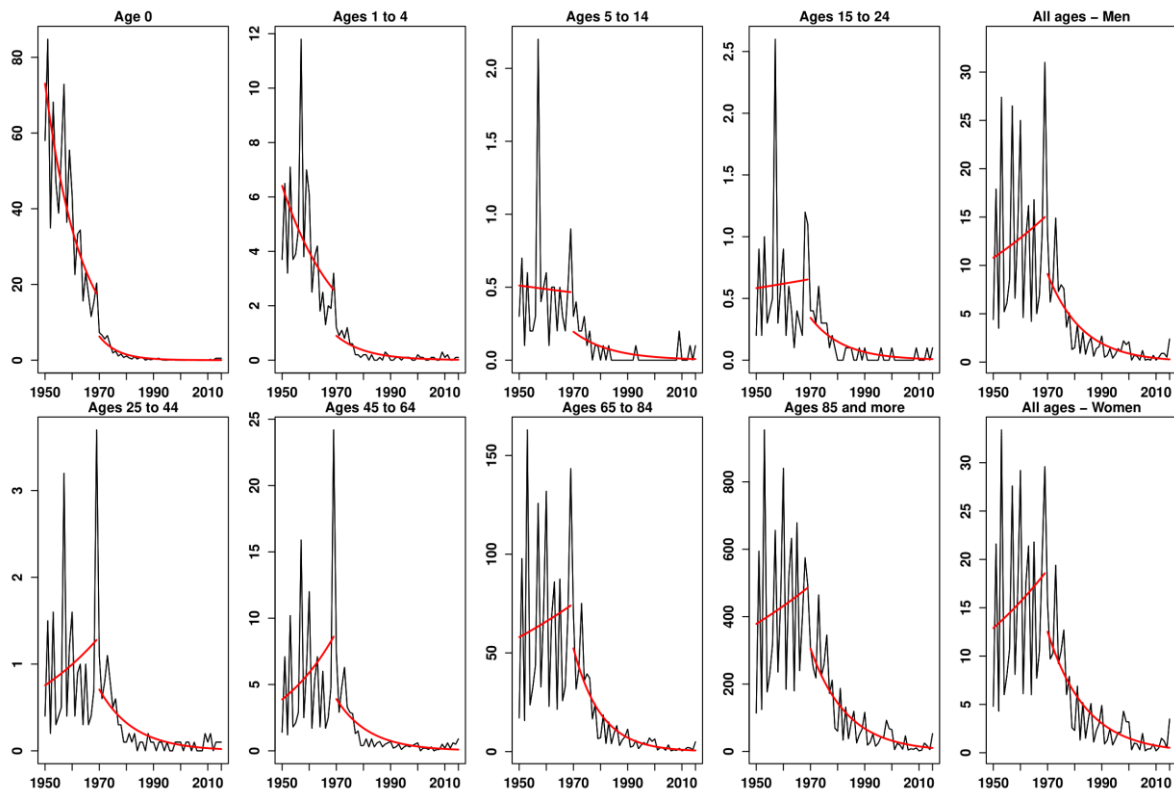 Age 0
Ages 1 to 4
Ages 5 to 14
Ages 15 to 24
All ages – Men
0 20 40 60 80
0 2 4 6 8 10 12
0.0 0.5 1.0 1.5 2.0
0.0 0.5 1.0 1.5 2.0 2.5
0 5 10 15 20 25 30
1950 1970 1990 2010
1950 1970 1990 2010
1950 1970 1990 2010
1950 1970 1990 2010
1950 1970 1990 2010
Ages 25 to 44
Ages 45 to 64
Ages 65 to 84
Ages 85 and more
All ages – Women
0 1 2 3
0 5 10 15 20 25
0 50 100 150
0 200 400 600 800
0 5 10 15 20 25 30
1950 1970 1990 2010
1950 1970 1990 2010
1950 1970 1990 2010
1950 1970 1990 2010
1950 1970 1990 2010